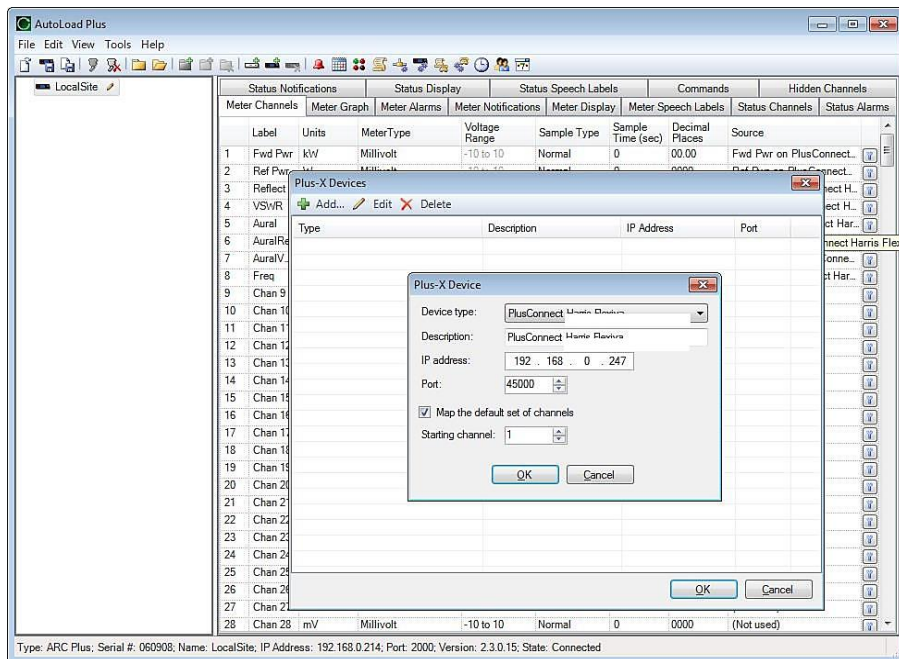 AutoLoad Plus
File Edit View Tools Help
LocalSite
Status Notifications Status Display Status Speech Labels Commands Hidden Channels
Meter Channels Meter Graph Meter Alarms Meter Notifications Meter Display Meter Speech Labels Status Channels Status Alarms
Label Units MeterType Voltage Range Sample Type Sample Time (sec) Decimal Places Source
1 Fwd Pwr kW Millivolt -10 to 10 Normal 0 00.00 Fwd Pwr on PlusConnect...
2 Ref Pwr
3 Reflect
4 VSWR
5 Aural
6 AuralRe
7 AuralV
8 Freq
9 Chan 9
10 Chan 10
11 Chan 11
12 Chan 12
13 Chan 13
14 Chan 14
15 Chan 15
16 Chan 16
17 Chan 17
18 Chan 18
19 Chan 19
20 Chan 20
21 Chan 21
22 Chan 22
23 Chan 23
24 Chan 24
25 Chan 25
26 Chan 26
27 Chan 27
28 Chan 28 mV Millivolt -10 to 10 Normal 0 0000 (Not used)
Plus-X Devices
Add... Edit Delete
Type Description IP Address Port
Plus-X Device
Device type: PlusConnect Harris Flexiva
Description: PlusConnect Harris Flexiva
IP address: 192 . 168 . 0 . 247
Port: 45000
Map the default set of channels
Starting channel: 1
OK Cancel
OK Cancel
Type: ARC Plus; Serial #: 060908; Name: LocalSite; IP Address: 192.168.0.214; Port: 2000; Version: 2.3.0.15; State: Connected